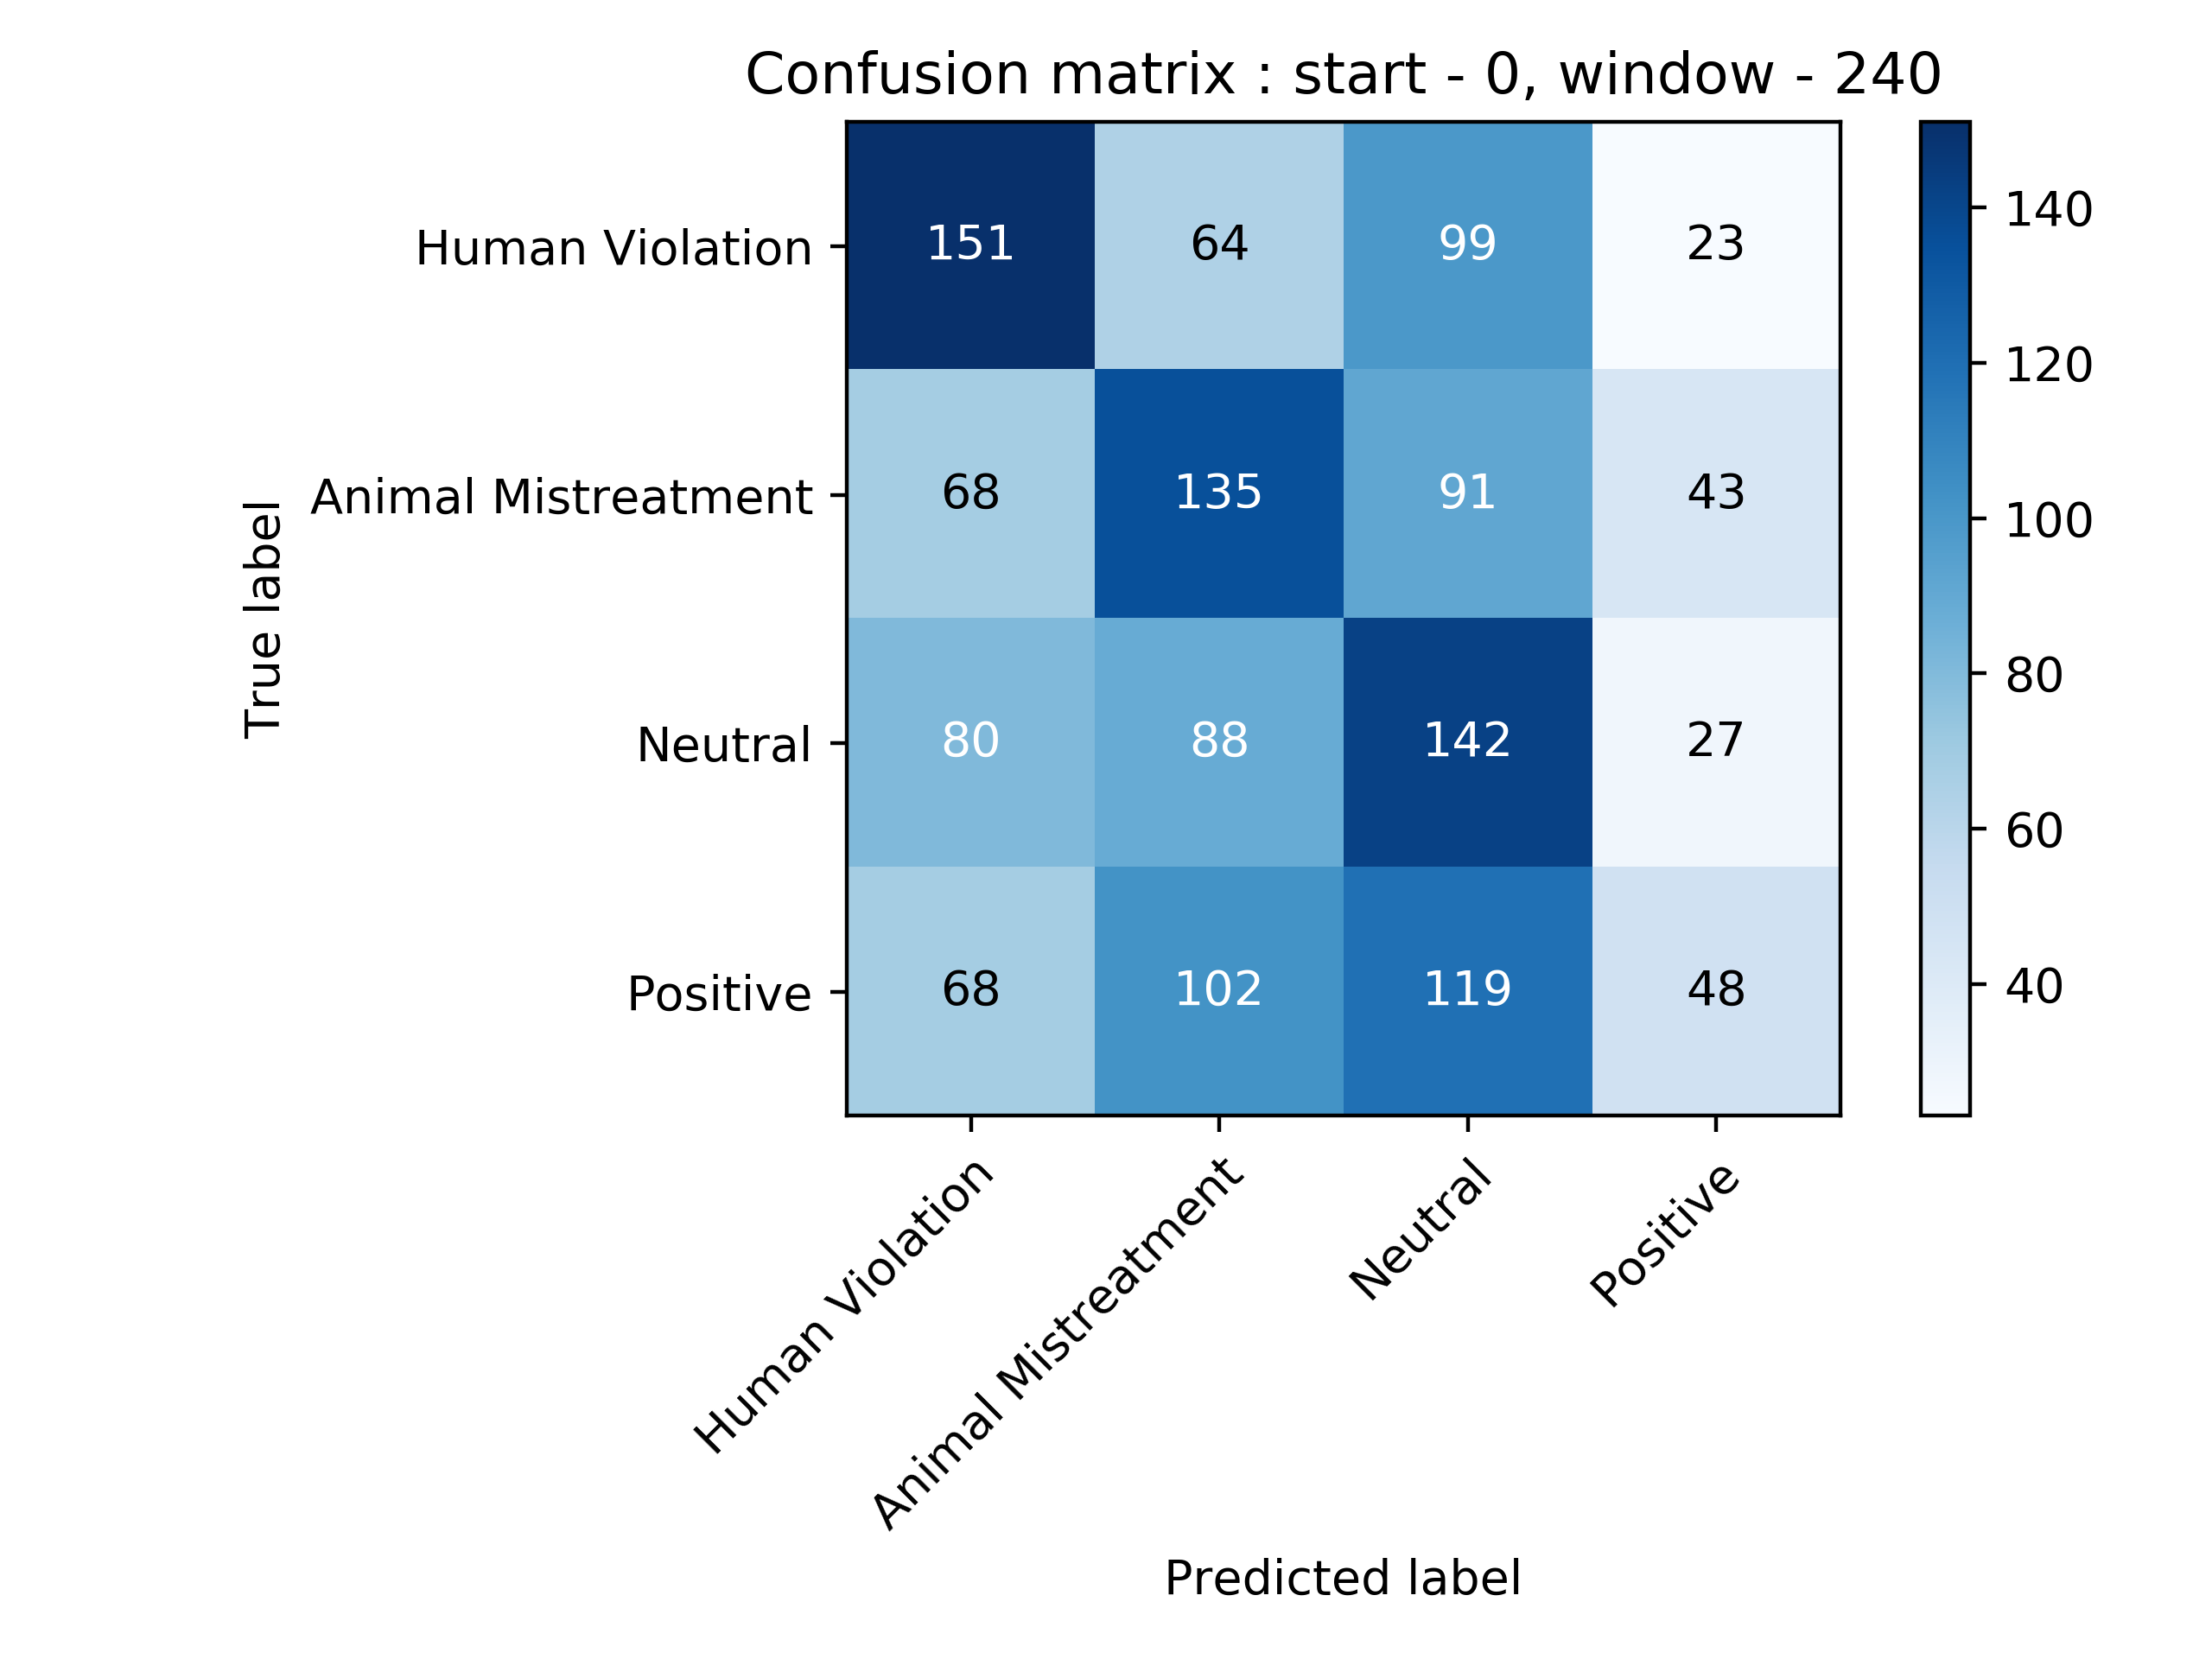 Confusion matrix : start - 0, window - 240
True label
Human Violation
151 64 99 23
Animal Mistreatment
68 135 91 43
Neutral
80 88 142 27
Positive
68 102 119 48
Human Violation
Animal Mistreatment
Neutral
Positive
Predicted label
140
120
100
80
60
40